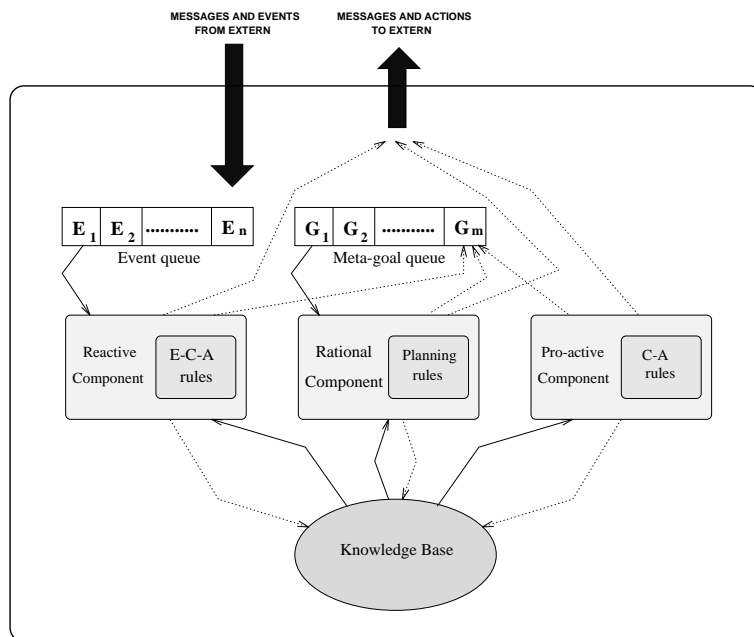 MESSAGES AND EVENTS
FROM EXTERN
MESSAGES AND ACTIONS
TO EXTERN
E1 E2 ........... En
Event queue
G1 G2 ........... Gm
Meta-goal queue
Reactive
Component
E-C-A
rules
Rational
Component
Planning
rules
Pro-active
Component
C-A
rules
Knowledge Base